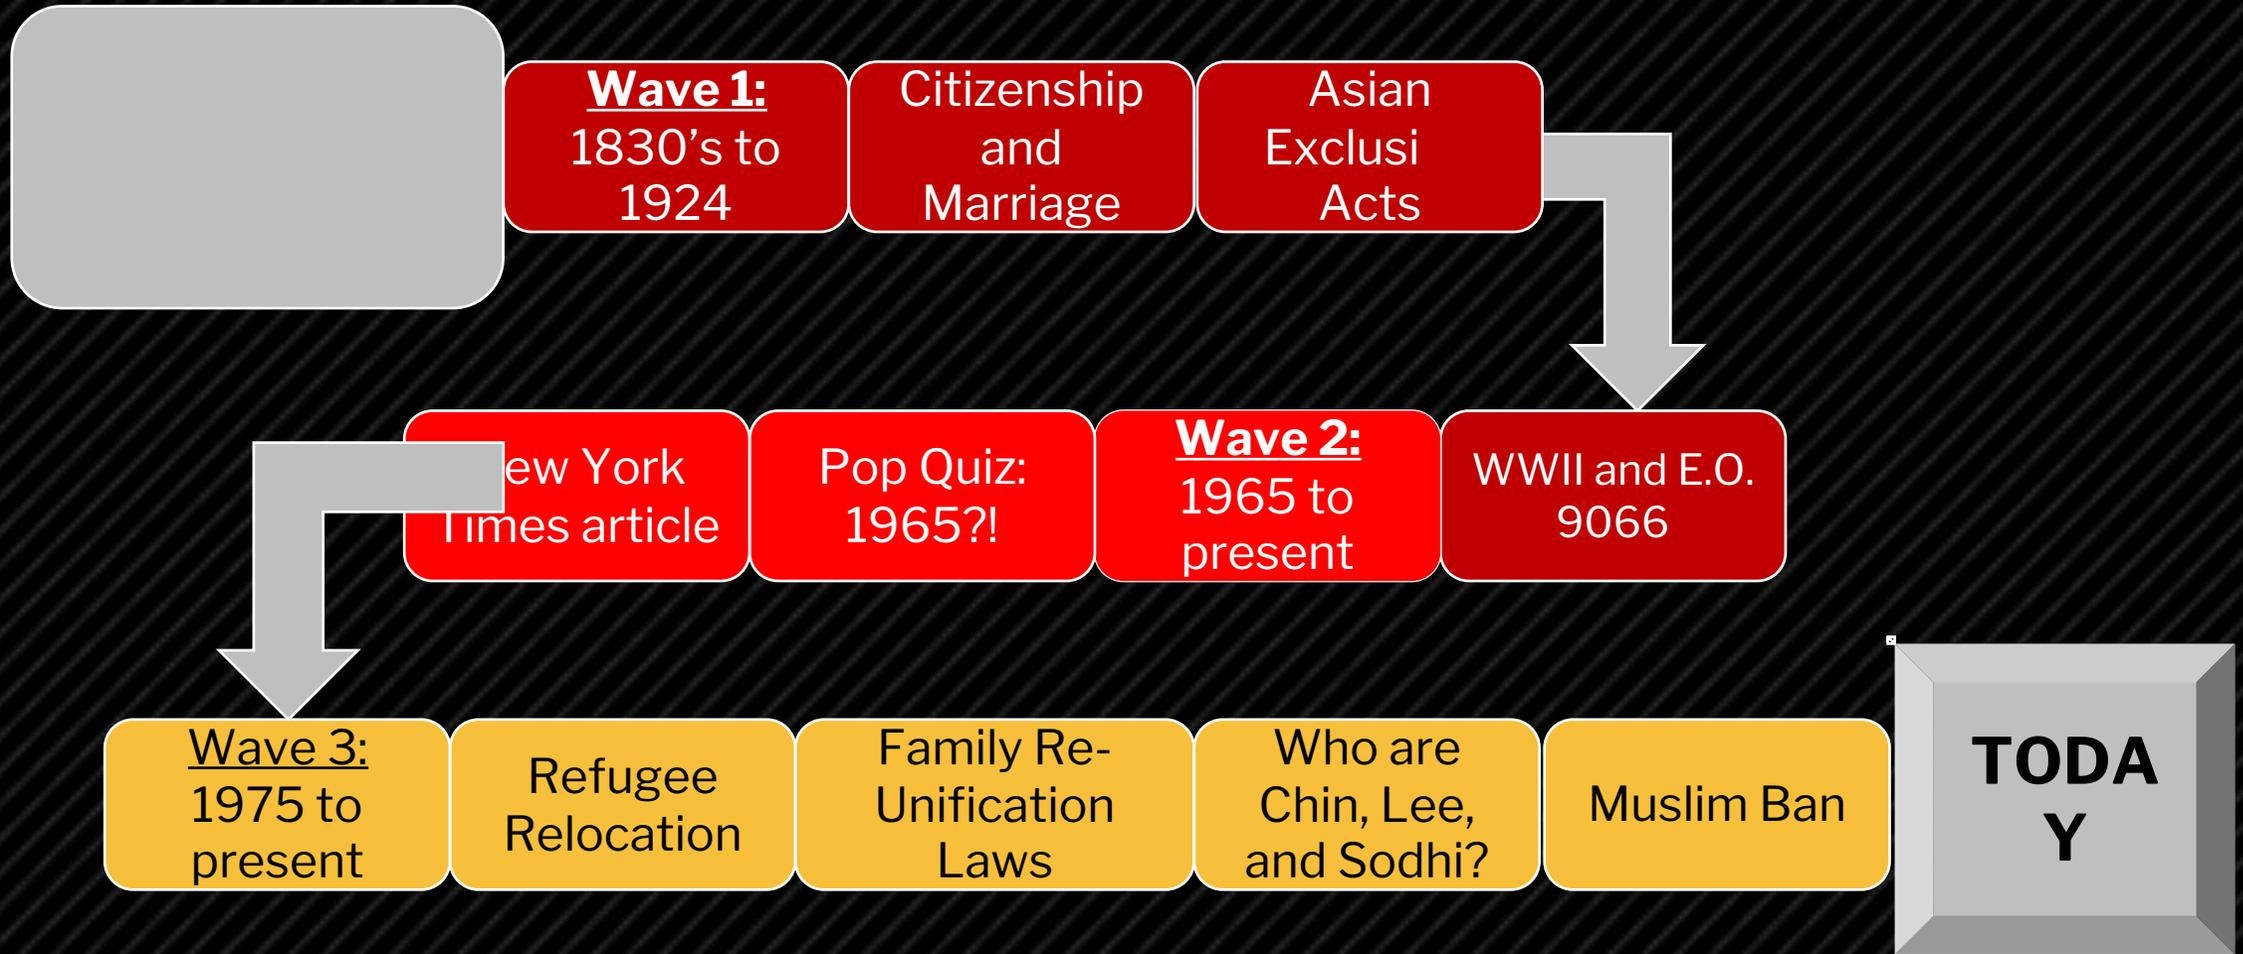 Wave 1:
1830’s to
1924
Citizenship
and
Marriage
Asian
Exclusi
Acts
ew York
Times article
Pop Quiz:
1965?!
Wave 2:
1965 to
present
WWII and E.O.
9066
Wave 3:
1975 to
present
Refugee
Relocation
Family Re-
Unification
Laws
Who are
Chin, Lee,
and Sodhi?
Muslim Ban
TODA
Y